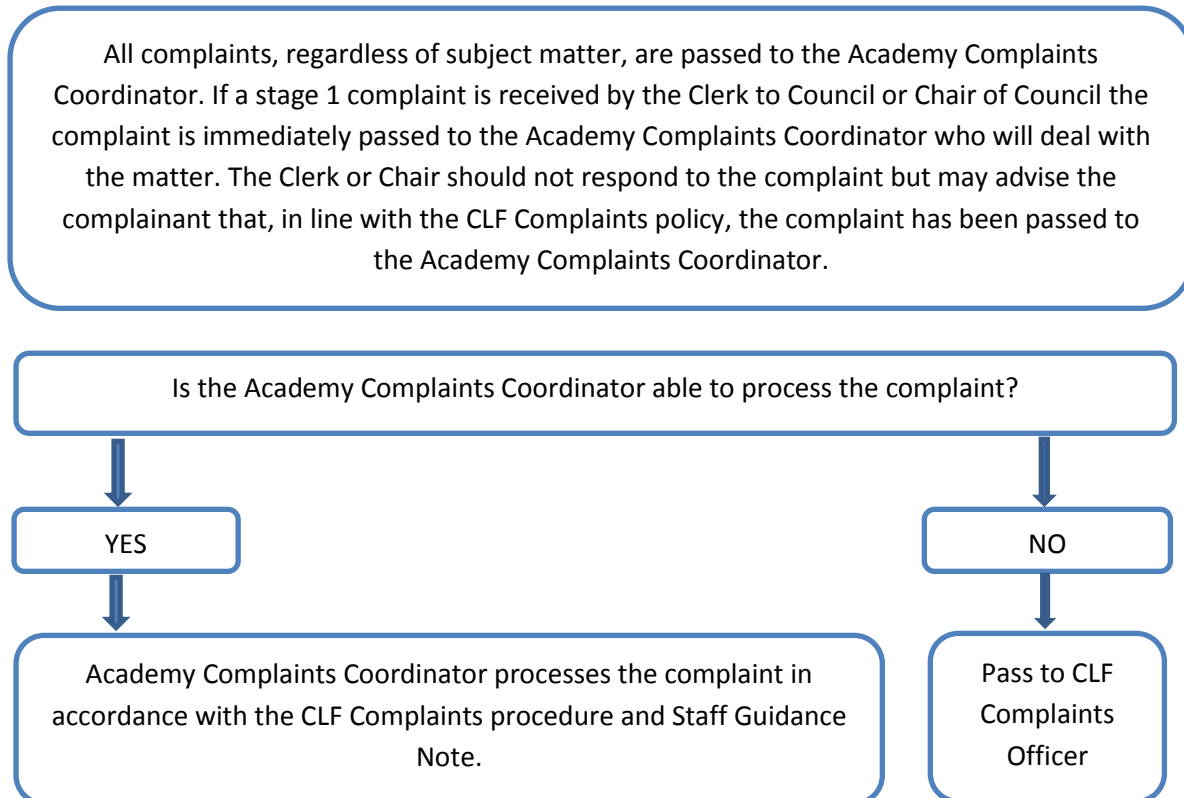 All complaints, regardless of subject matter, are passed to the Academy Complaints
Coordinator. If a stage 1 complaint is received by the Clerk to Council or Chair of Council the
complaint is immediately passed to the Academy Complaints Coordinator who will deal with
the matter. The Clerk or Chair should not respond to the complaint but may advise the
complainant that, in line with the CLF Complaints policy, the complaint has been passed to
the Academy Complaints Coordinator.
Is the Academy Complaints Coordinator able to process the complaint?
YES
NO
Academy Complaints Coordinator processes the complaint in
accordance with the CLF Complaints procedure and Staff Guidance
Note.
Pass to CLF
Complaints
Officer